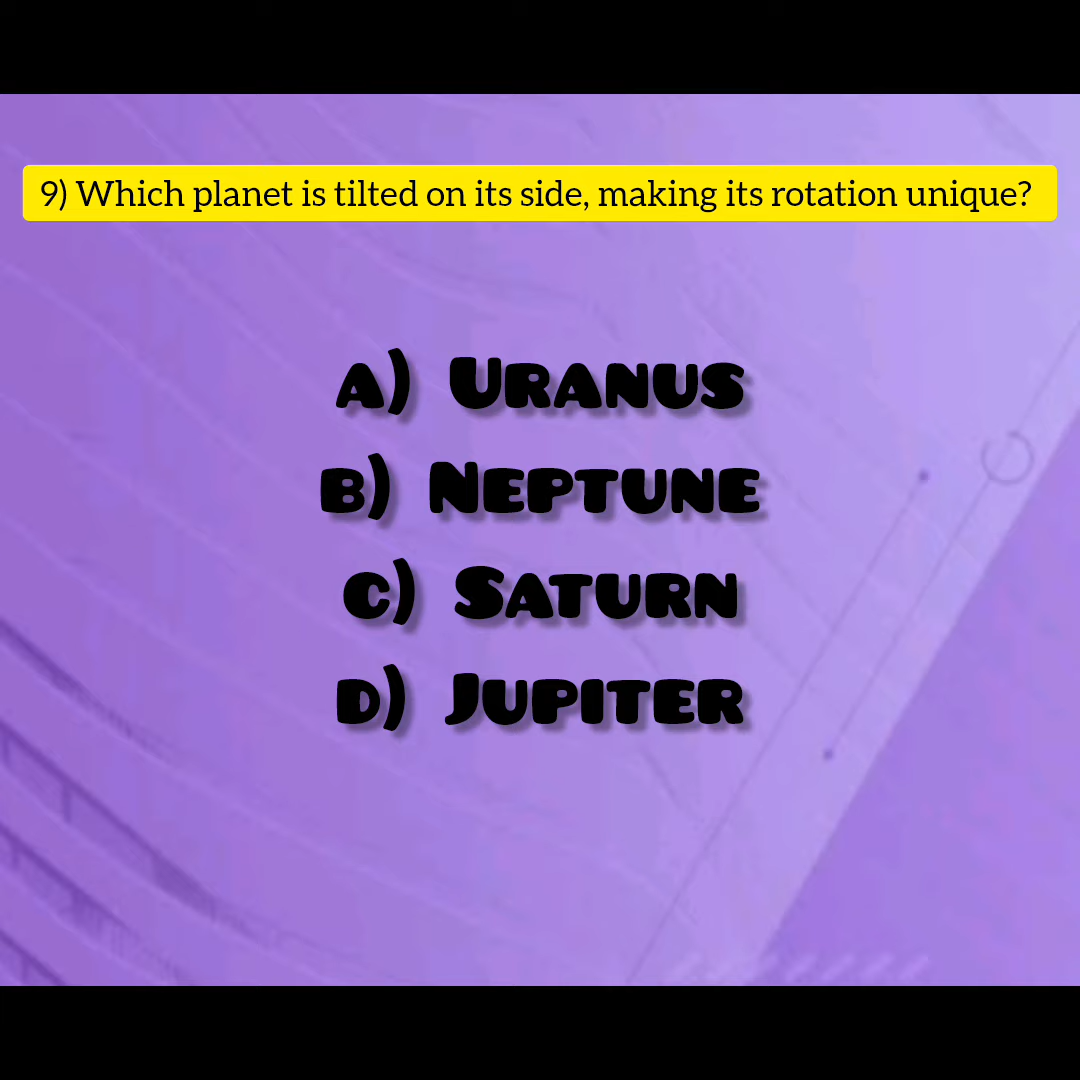 9) Which planet is tilted on its side, making its rotation unique?
A) Uranus
B) Neptune
C) Saturn
D) Jupiter